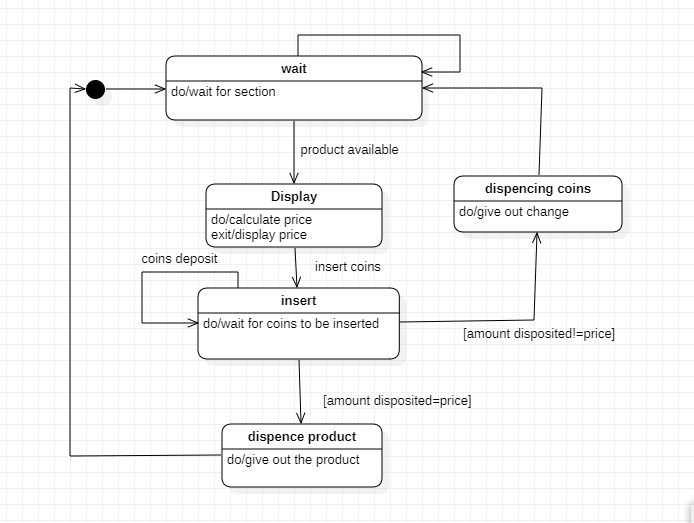 wait
do/wait for section
product available
Display
do/calculate price
exit/display price
dispencing coins
do/give out change
coins deposit
insert coins
insert
do/wait for coins to be inserted
[amount disposited!=price]
[amount disposited=price]
dispence product
do/give out the product